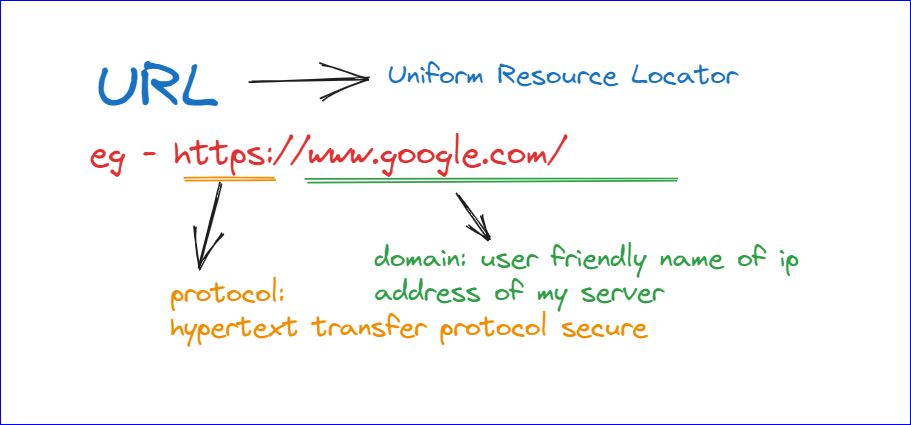 URL
Uniform Resource Locator
eg - https://www.google.com/
protocol:
hypertext transfer protocol secure
domain: user friendly name of ip
address of my server